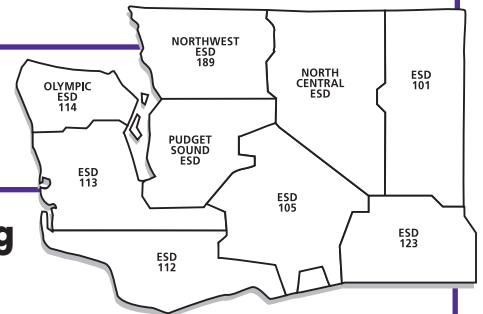 NORTHWEST
ESD
189
NORTH
CENTRAL
ESD
ESD
101
OLYMPIC
ESD
114
PUDGET
SOUND
ESD
ESD
113
ESD
105
ESD
123
ESD
112
g